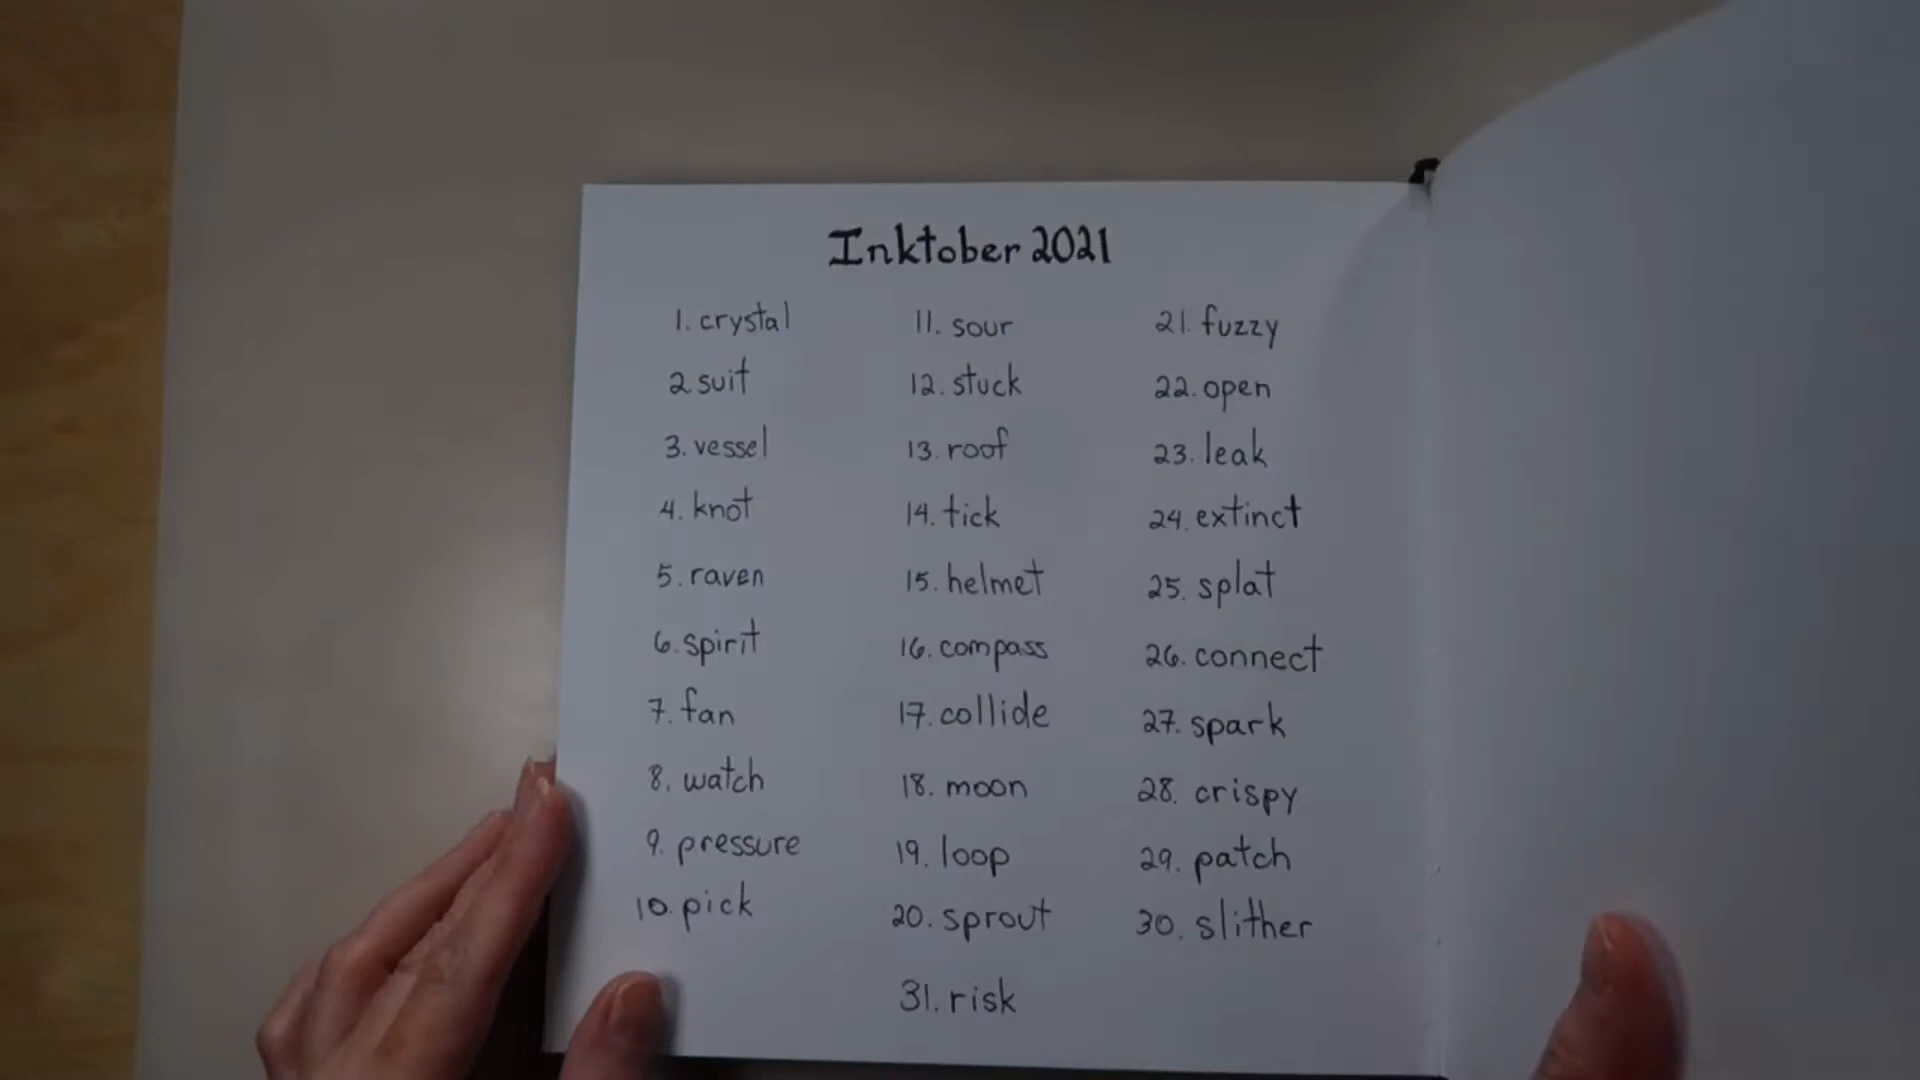 Inktober 2021
1. crystal
2. suit
3. vessel
4. knot
5. raven
6. spirit
7. fan
8. watch
9. pressure
10. pick
11. sour
12. stuck
13. roof
14. tick
15. helmet
16. compass
17. collide
18. moon
19. loop
20. sprout
21. fuzzy
22. open
23. leak
24. extinct
25. splat
26. connect
27. spark
28. crispy
29. patch
30. slither
31. risk